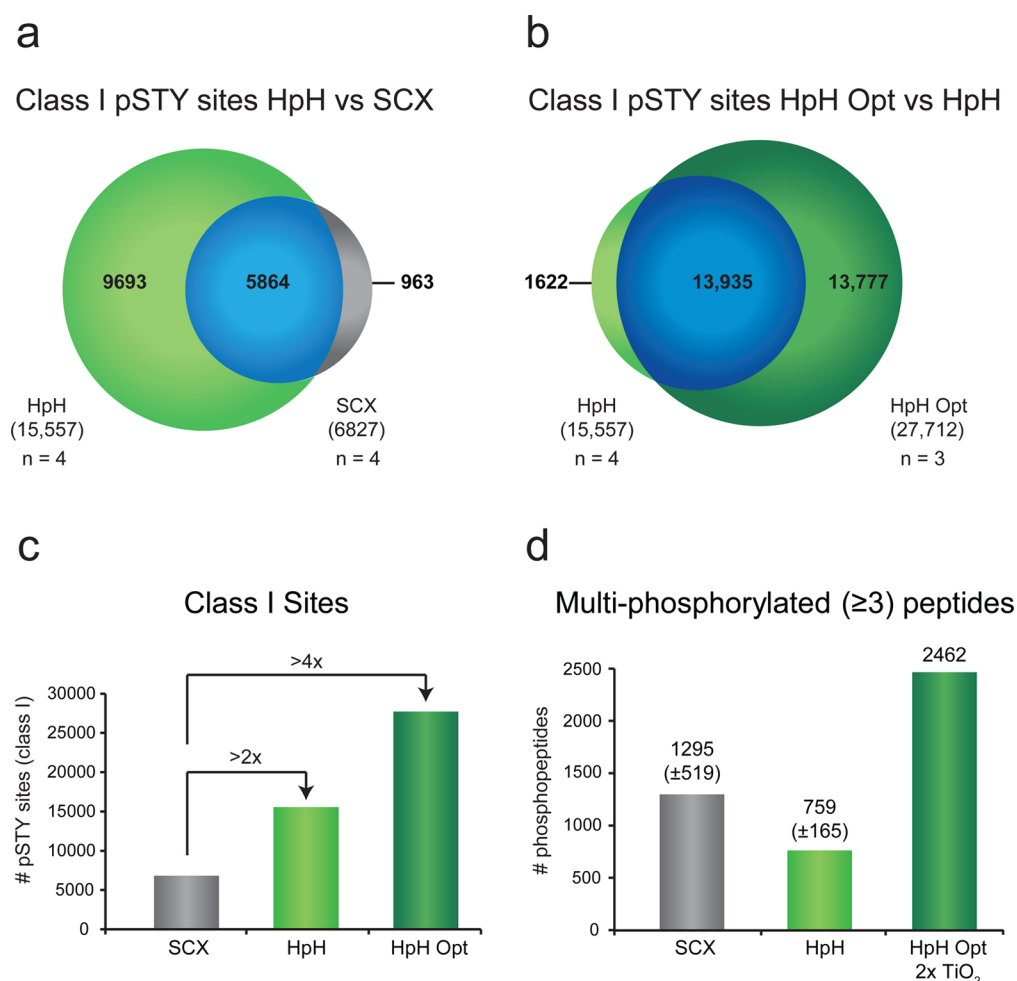 a
Class I pSTY sites HpH vs SCX
9693
5864
963
HpH
(15,557)
n = 4
SCX
(6827)
n = 4
b
Class I pSTY sites HpH Opt vs HpH
1622
13,935
13,777
HpH
(15,557)
n = 4
HpH Opt
(27,712)
n = 3
c
Class I Sites
# pSTY sites (class I)
30000
25000
20000
15000
10000
5000
0
>4x
>2x
SCX
HpH
HpH Opt
d
Multi-phosphorylated (≥3) peptides
# phosphopeptides
2500
2000
1500
1000
500
0
1295
(±519)
759
(±165)
2462
SCX
HpH
HpH Opt
2x TiO₂